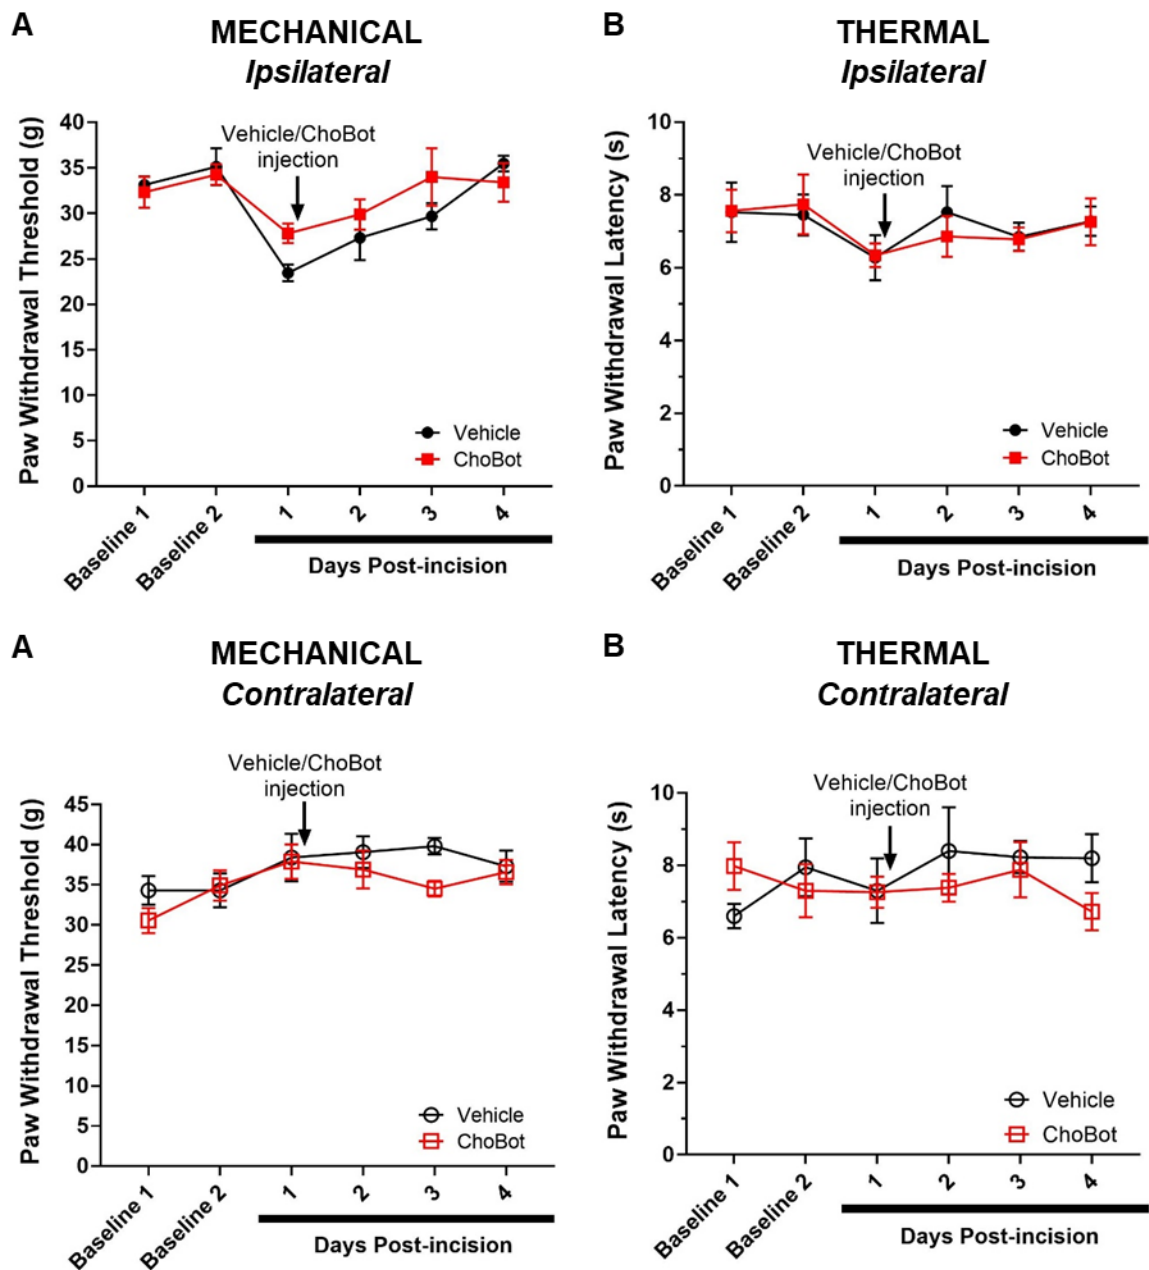 A
MECHANICAL
Ipsilateral
Paw Withdrawal Threshold (g)
40
35
30
25
20
15
10
5
0
Vehicle/ChoBot
injection
Vehicle
ChoBot
Baseline 1
Baseline 2
1
2
3
4
Days Post-incision
B
THERMAL
Ipsilateral
Paw Withdrawal Latency (s)
10
8
6
4
2
0
Vehicle/ChoBot
injection
Vehicle
ChoBot
Baseline 1
Baseline 2
1
2
3
4
Days Post-incision
A
MECHANICAL
Contralateral
Paw Withdrawal Threshold (g)
45
40
35
30
25
20
15
10
5
0
Vehicle/ChoBot
injection
Vehicle
ChoBot
Baseline 1
Baseline 2
1
2
3
4
Days Post-incision
B
THERMAL
Contralateral
Paw Withdrawal Latency (s)
10
8
6
4
2
0
Vehicle/ChoBot
injection
Vehicle
ChoBot
Baseline 1
Baseline 2
1
2
3
4
Days Post-incision